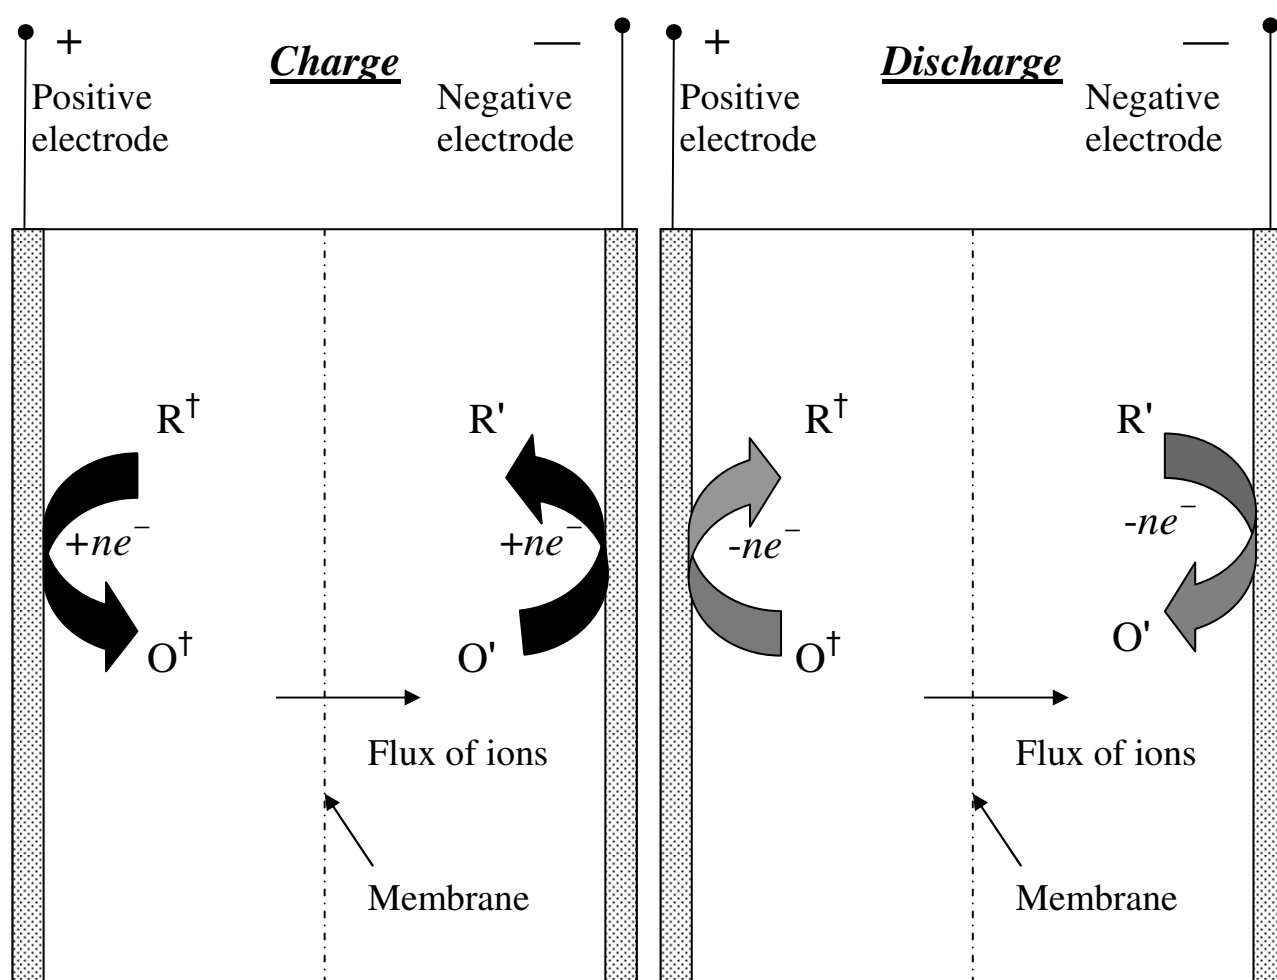 +
Charge
—
Positive
electrode
Negative
electrode
R†
R'
+ne⁻
+ne⁻
O†
O'
Flux of ions
Membrane
+
Discharge
—
Positive
electrode
Negative
electrode
R†
R'
-ne⁻
-ne⁻
O†
O'
Flux of ions
Membrane